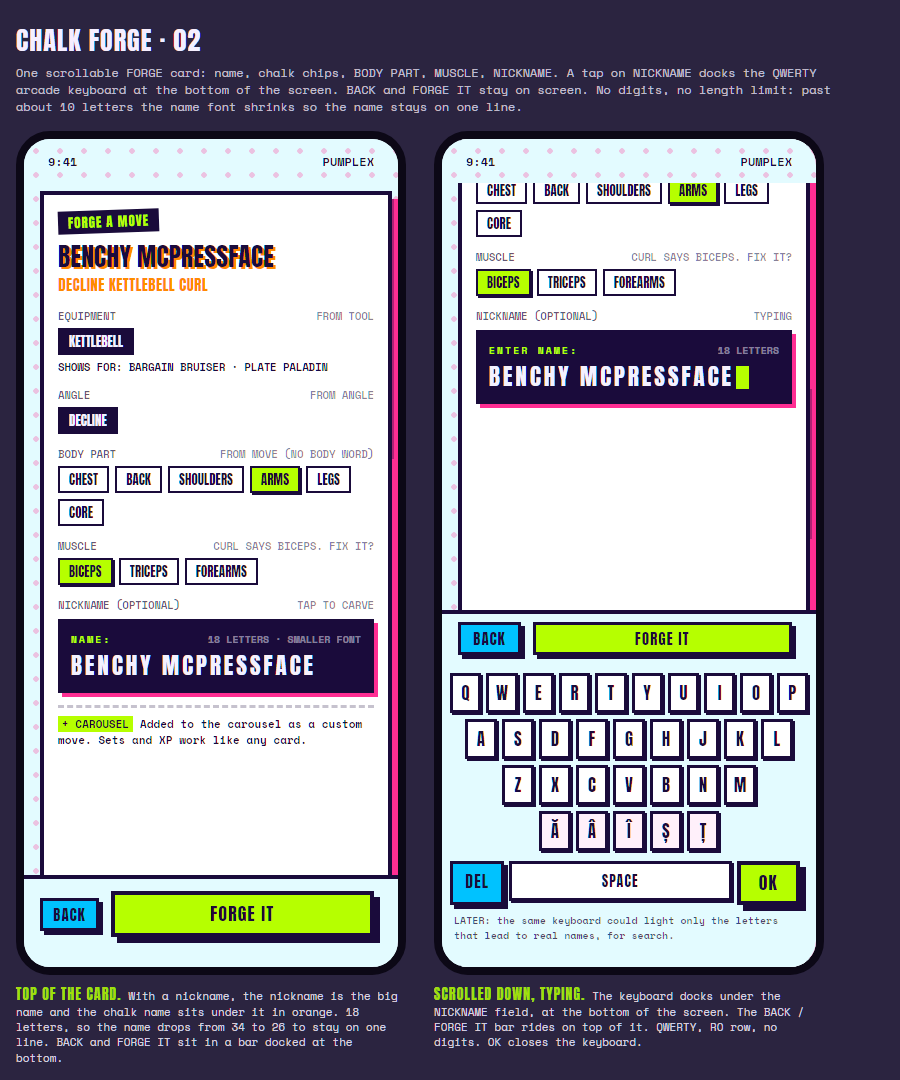 CHALK FORGE · 02
One scrollable FORGE card: name, chalk chips, BODY PART, MUSCLE, NICKNAME. A tap on NICKNAME docks the QWERTY
arcade keyboard at the bottom of the screen. BACK and FORGE IT stay on screen. No digits, no length limit: past
about 10 letters the name font shrinks so the name stays on one line.
9:41 PUMPLEX
FORGE A MOVE
BENCHY MCPRESSFACE
DECLINE KETTLEBELL CURL
EQUIPMENT FROM TOOL
KETTLEBELL
SHOWS FOR: BARGAIN BRUISER · PLATE PALADIN
ANGLE FROM ANGLE
DECLINE
BODY PART FROM MOVE (NO BODY WORD)
CHEST BACK SHOULDERS ARMS LEGS
CORE
MUSCLE CURL SAYS BICEPS. FIX IT?
BICEPS TRICEPS FOREARMS
NICKNAME (OPTIONAL) TAP TO CARVE
NAME: 18 LETTERS · SMALLER FONT
BENCHY MCPRESSFACE
+ CAROUSEL Added to the carousel as a custom
move. Sets and XP work like any card.
BACK FORGE IT
TOP OF THE CARD. With a nickname, the nickname is the big
name and the chalk name sits under it in orange. 18
letters, so the name drops from 34 to 26 to stay on one
line. BACK and FORGE IT sit in a bar docked at the
bottom.
9:41 PUMPLEX
CHEST BACK SHOULDERS ARMS LEGS
CORE
MUSCLE CURL SAYS BICEPS. FIX IT?
BICEPS TRICEPS FOREARMS
NICKNAME (OPTIONAL) TYPING
ENTER NAME: 18 LETTERS
BENCHY MCPRESSFACE
BACK FORGE IT
Q W E R T Y U I O P
A S D F G H J K L
Z X C V B N M
Ă Â Î Ș Ț
DEL SPACE OK
LATER: the same keyboard could light only the letters
that lead to real names, for search.
SCROLLED DOWN, TYPING. The keyboard docks under the
NICKNAME field, at the bottom of the screen. The BACK /
FORGE IT bar rides on top of it. QWERTY, RO row, no
digits. OK closes the keyboard.